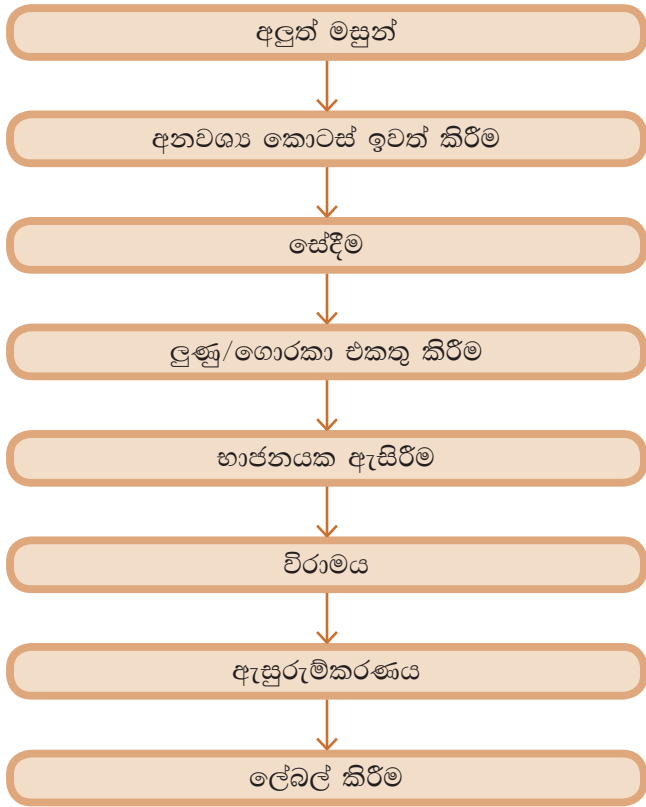 අලුත් මසුන්
අනවශ්‍ය කොටස් ඉවත් කිරීම
සේදීම
ලුණු/ගොරකා එකතු කිරීම
භාජනයක ඇසිරීම
විරාමය
ඇසුරුම්කරණය
ලේබල් කිරීම